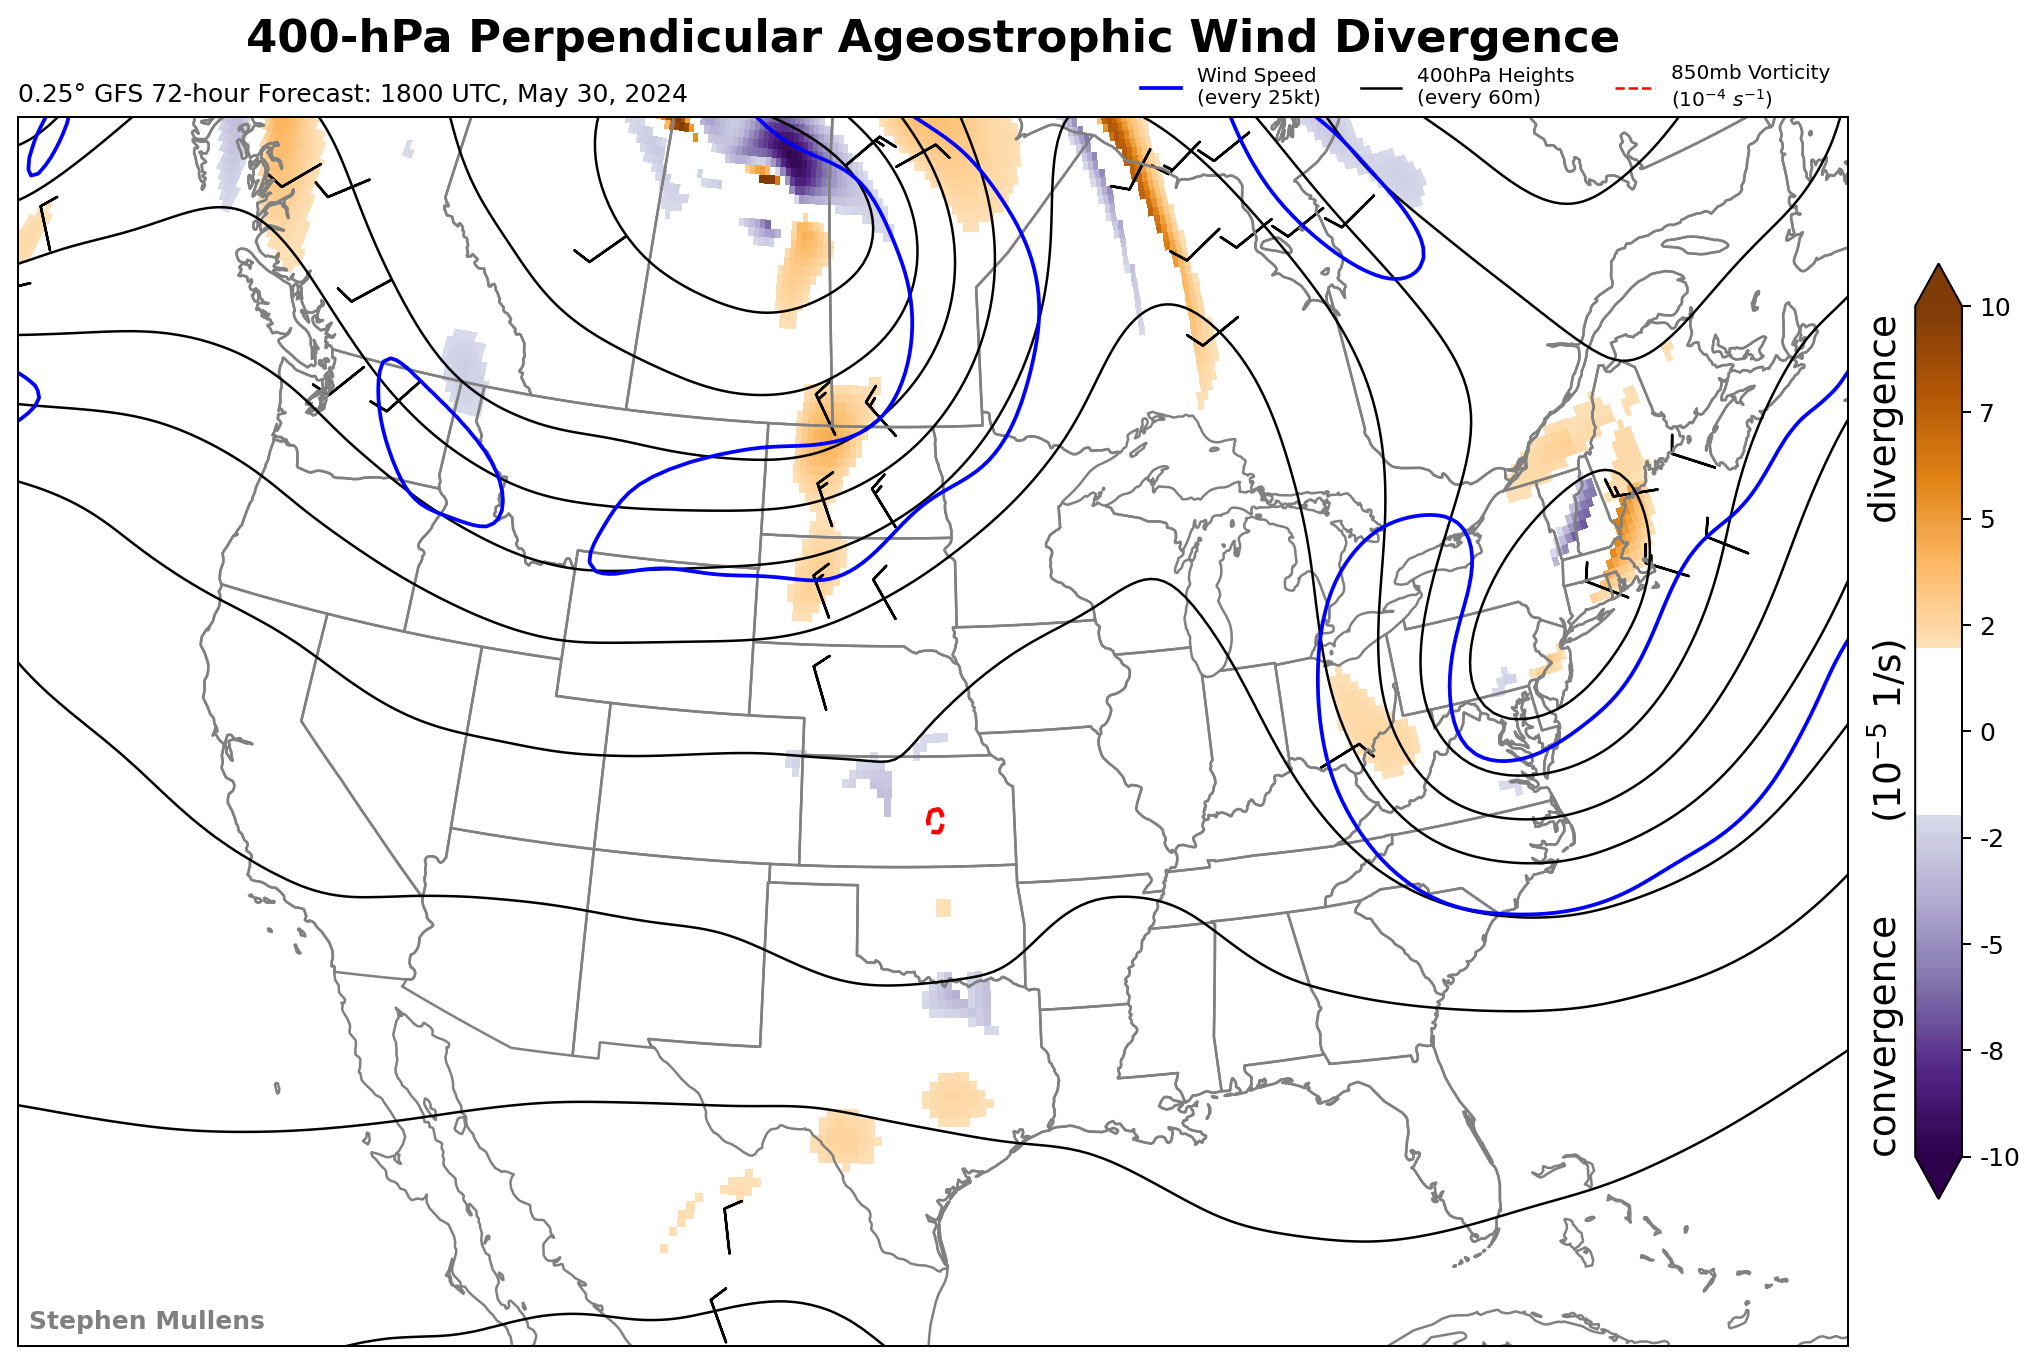 400-hPa Perpendicular Ageostrophic Wind Divergence
0.25° GFS 72-hour Forecast: 1800 UTC, May 30, 2024
Wind Speed
(every 25kt)
400hPa Heights
(every 60m)
850mb Vorticity
(10⁻⁴ s⁻¹)
10
7
5
2
0
-2
-5
-8
-10
convergence (10⁻⁵ 1/s) divergence
Stephen Mullens